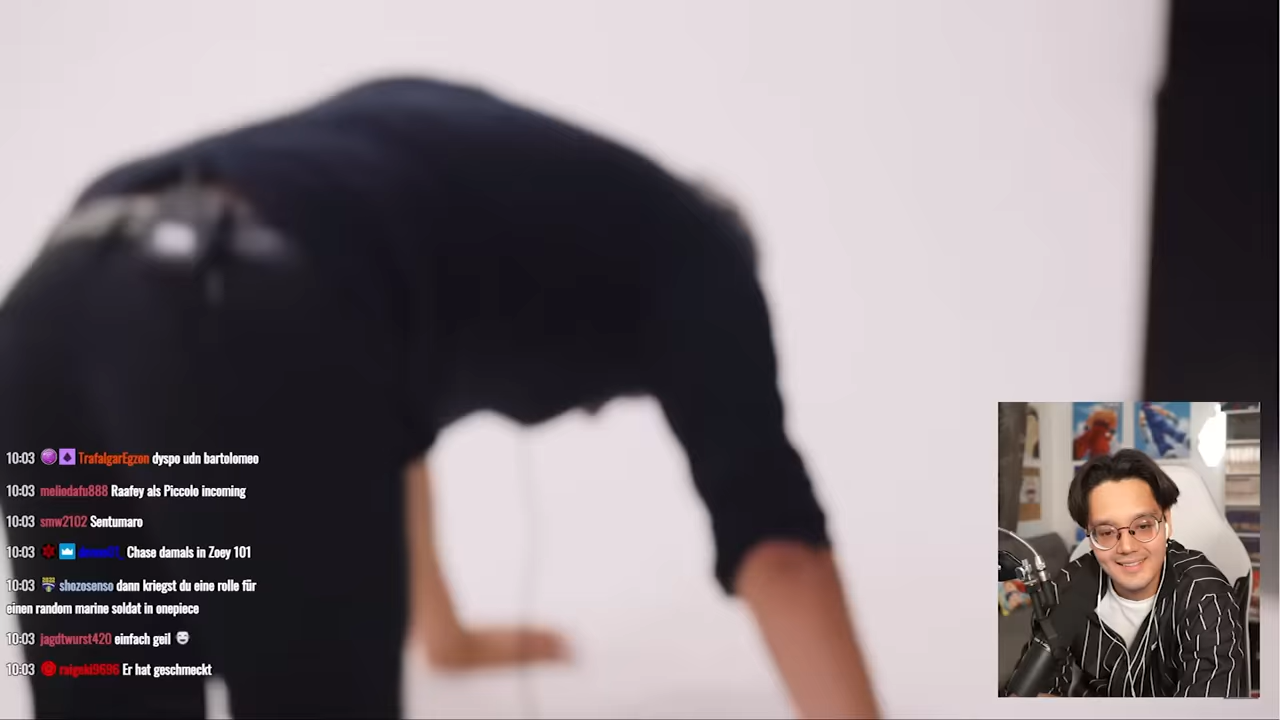 10:03 TrafalgarEgzon dyspo udn bartolomeo
10:03 meliodafu888 Raafey als Piccolo incoming
10:03 smw2102 Sentumaro
10:03 Chase damals in Zoey 101
10:03 shozosenso dann kriegst du eine rolle für
einen random marine soldat in onepiece
10:03 jagdtwurst420 einfach geil
10:03 raigeki9696 Er hat geschmeckt